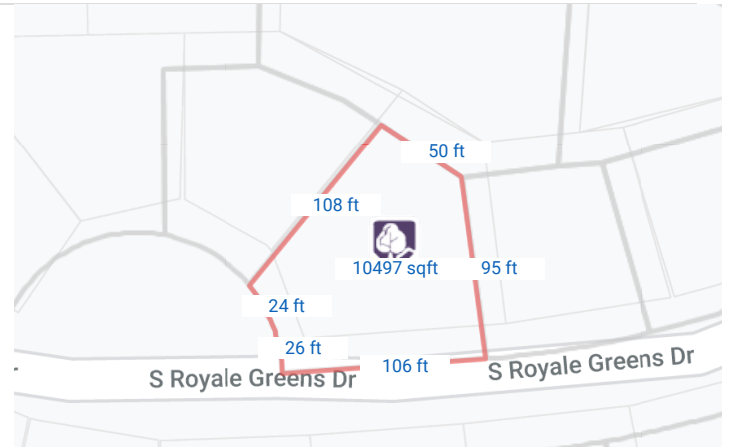 50 ft
108 ft
10497 sqft
95 ft
24 ft
26 ft
106 ft
S Royale Greens Dr
S Royale Greens Dr